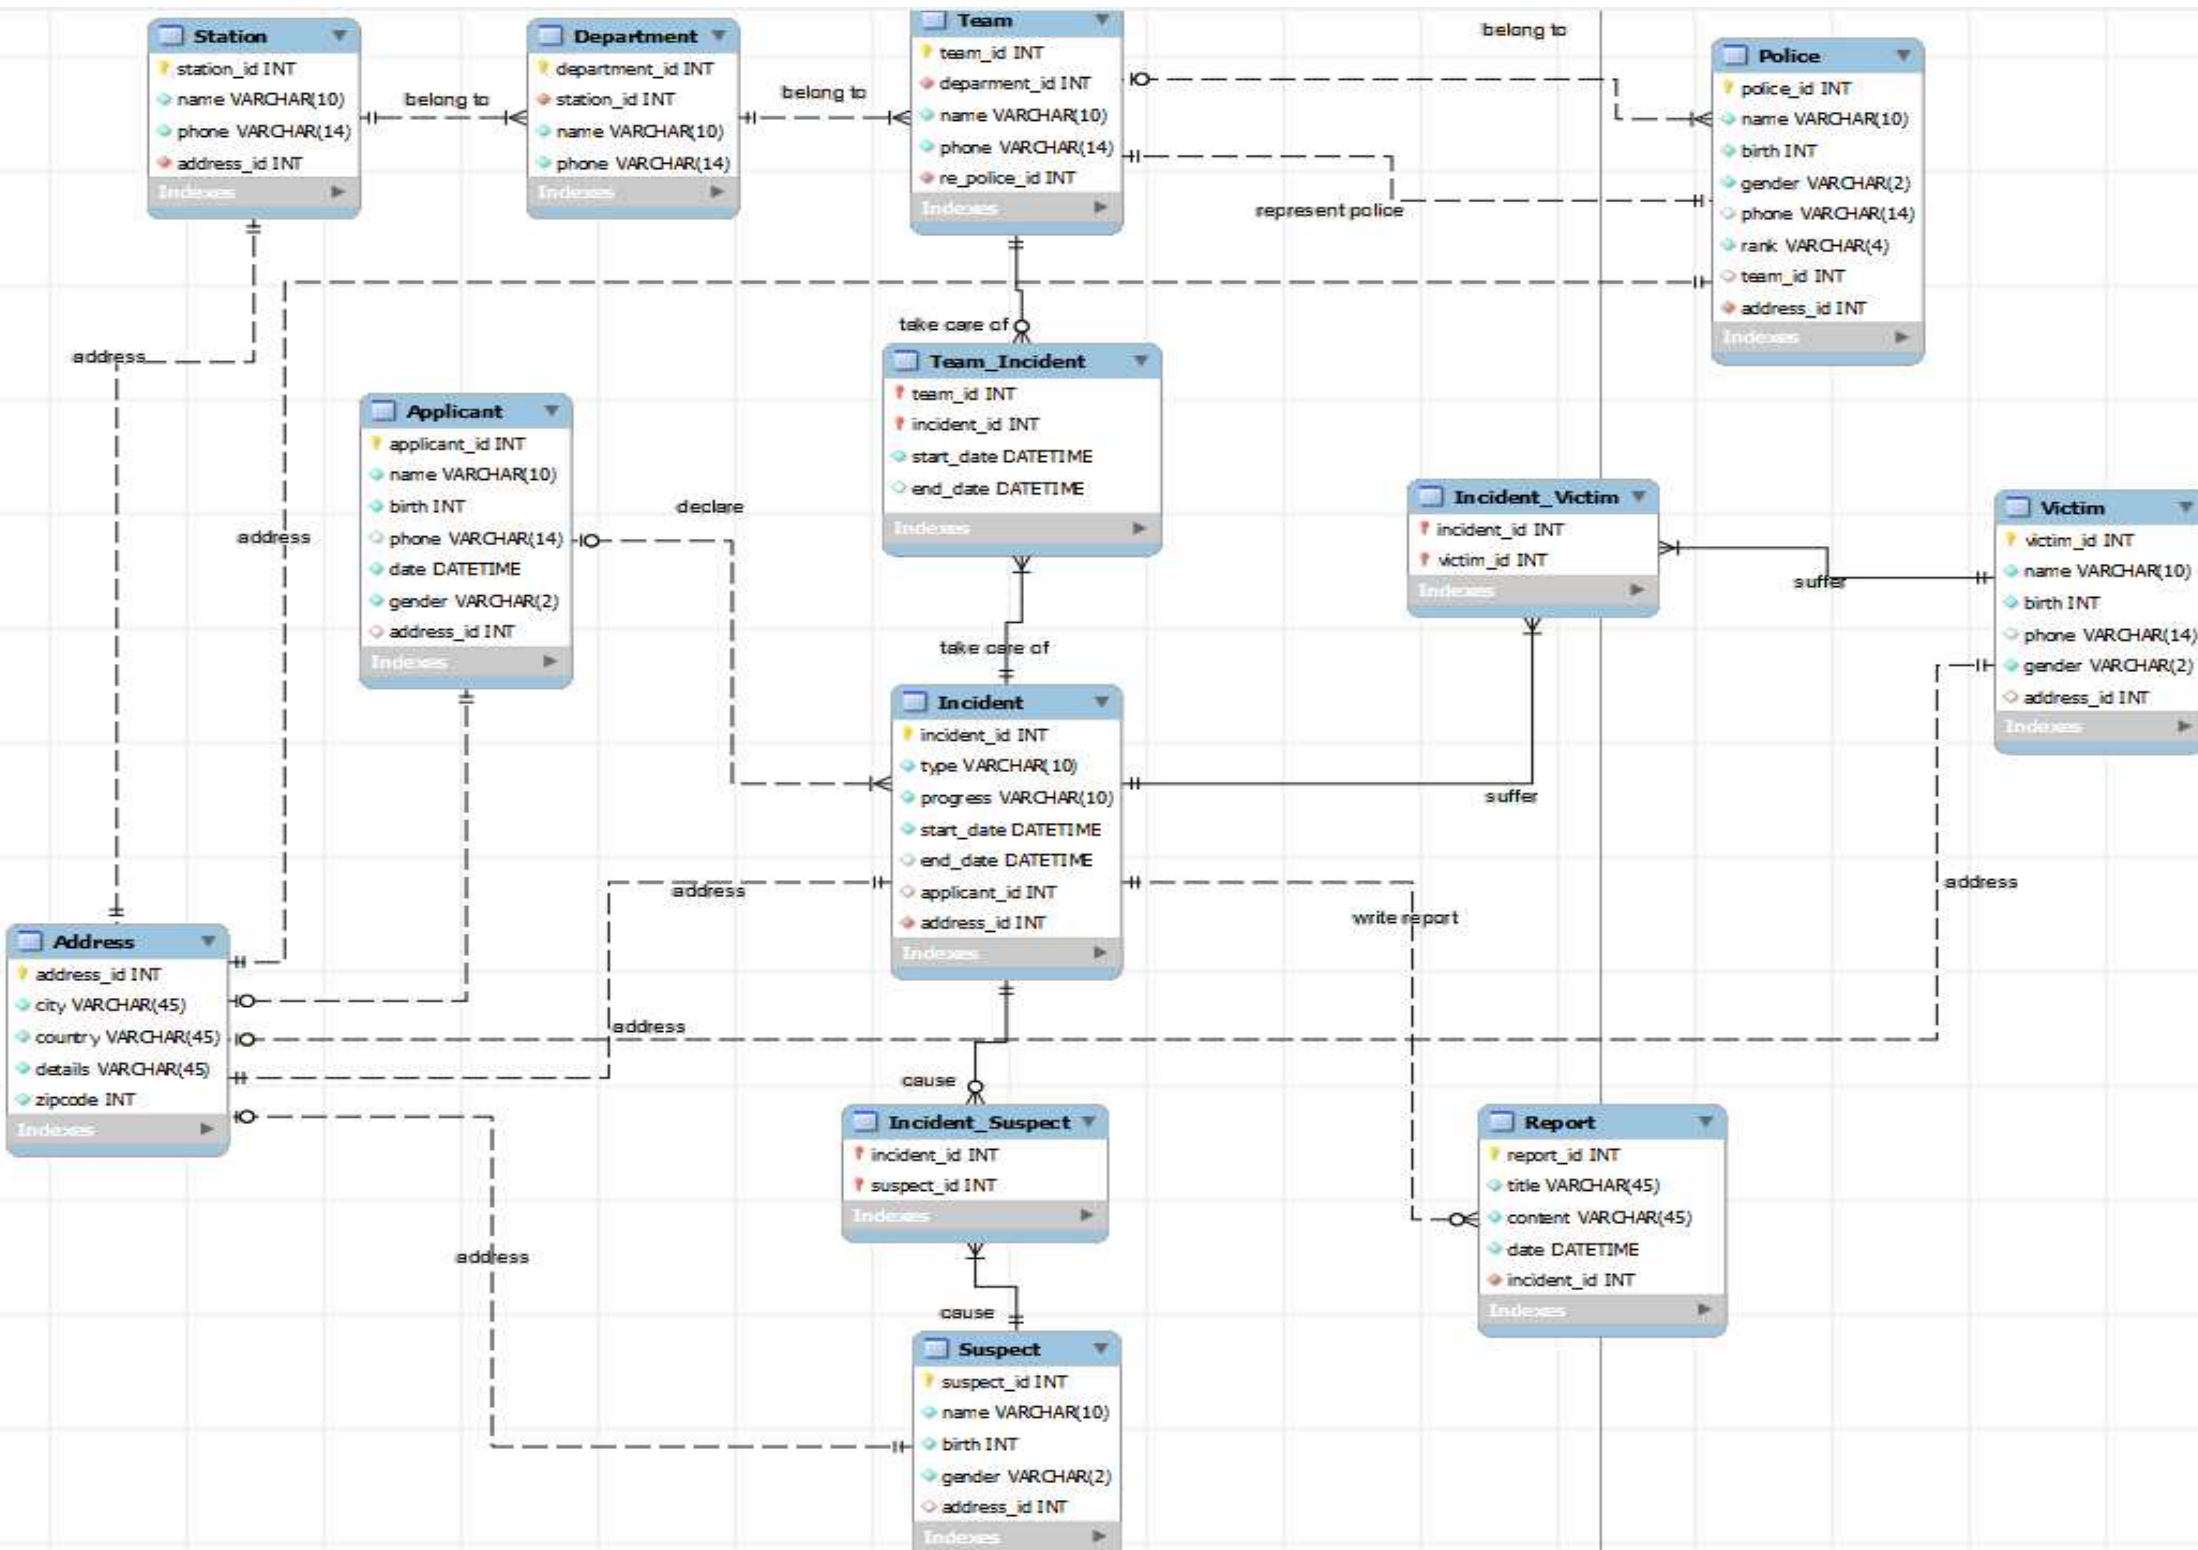 Station
station_id INT
name VARCHAR(10)
phone VARCHAR(14)
address_id INT
Indexes
belong to
Department
department_id INT
station_id INT
name VARCHAR(10)
phone VARCHAR(14)
Indexes
belong to
Team
team_id INT
deparment_id INT
name VARCHAR(10)
phone VARCHAR(14)
re_police_id INT
Indexes
belong to
represent police
Police
police_id INT
name VARCHAR(10)
birth INT
gender VARCHAR(2)
phone VARCHAR(14)
rank VARCHAR(4)
team_id INT
address_id INT
Indexes
take care of
address
address
Applicant
applicant_id INT
name VARCHAR(10)
birth INT
phone VARCHAR(14)
date DATETIME
gender VARCHAR(2)
address_id INT
Indexes
declare
Team_Incident
team_id INT
incident_id INT
start_date DATETIME
end_date DATETIME
Indexes
take care of
Incident_Victim
incident_id INT
victim_id INT
Indexes
suffer
suffer
Victim
victim_id INT
name VARCHAR(10)
birth INT
phone VARCHAR(14)
gender VARCHAR(2)
address_id INT
Indexes
Incident
incident_id INT
type VARCHAR(10)
progress VARCHAR(10)
start_date DATETIME
end_date DATETIME
applicant_id INT
address_id INT
Indexes
address
write report
address
Address
address_id INT
city VARCHAR(45)
country VARCHAR(45)
details VARCHAR(45)
zipcode INT
Indexes
address
cause
Incident_Suspect
incident_id INT
suspect_id INT
Indexes
Report
report_id INT
title VARCHAR(45)
content VARCHAR(45)
date DATETIME
incident_id INT
Indexes
address
cause
Suspect
suspect_id INT
name VARCHAR(10)
birth INT
gender VARCHAR(2)
address_id INT
Indexes